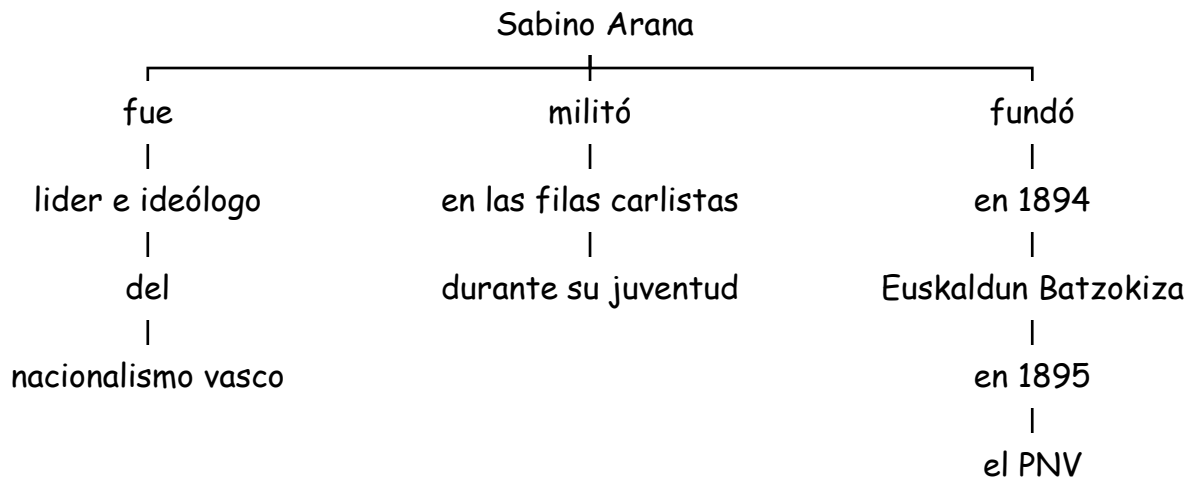 Sabino Arana
fue
lider e ideólogo
del
nacionalismo vasco
militó
en las filas carlistas
durante su juventud
fundó
en 1894
Euskaldun Batzokiza
en 1895
el PNV